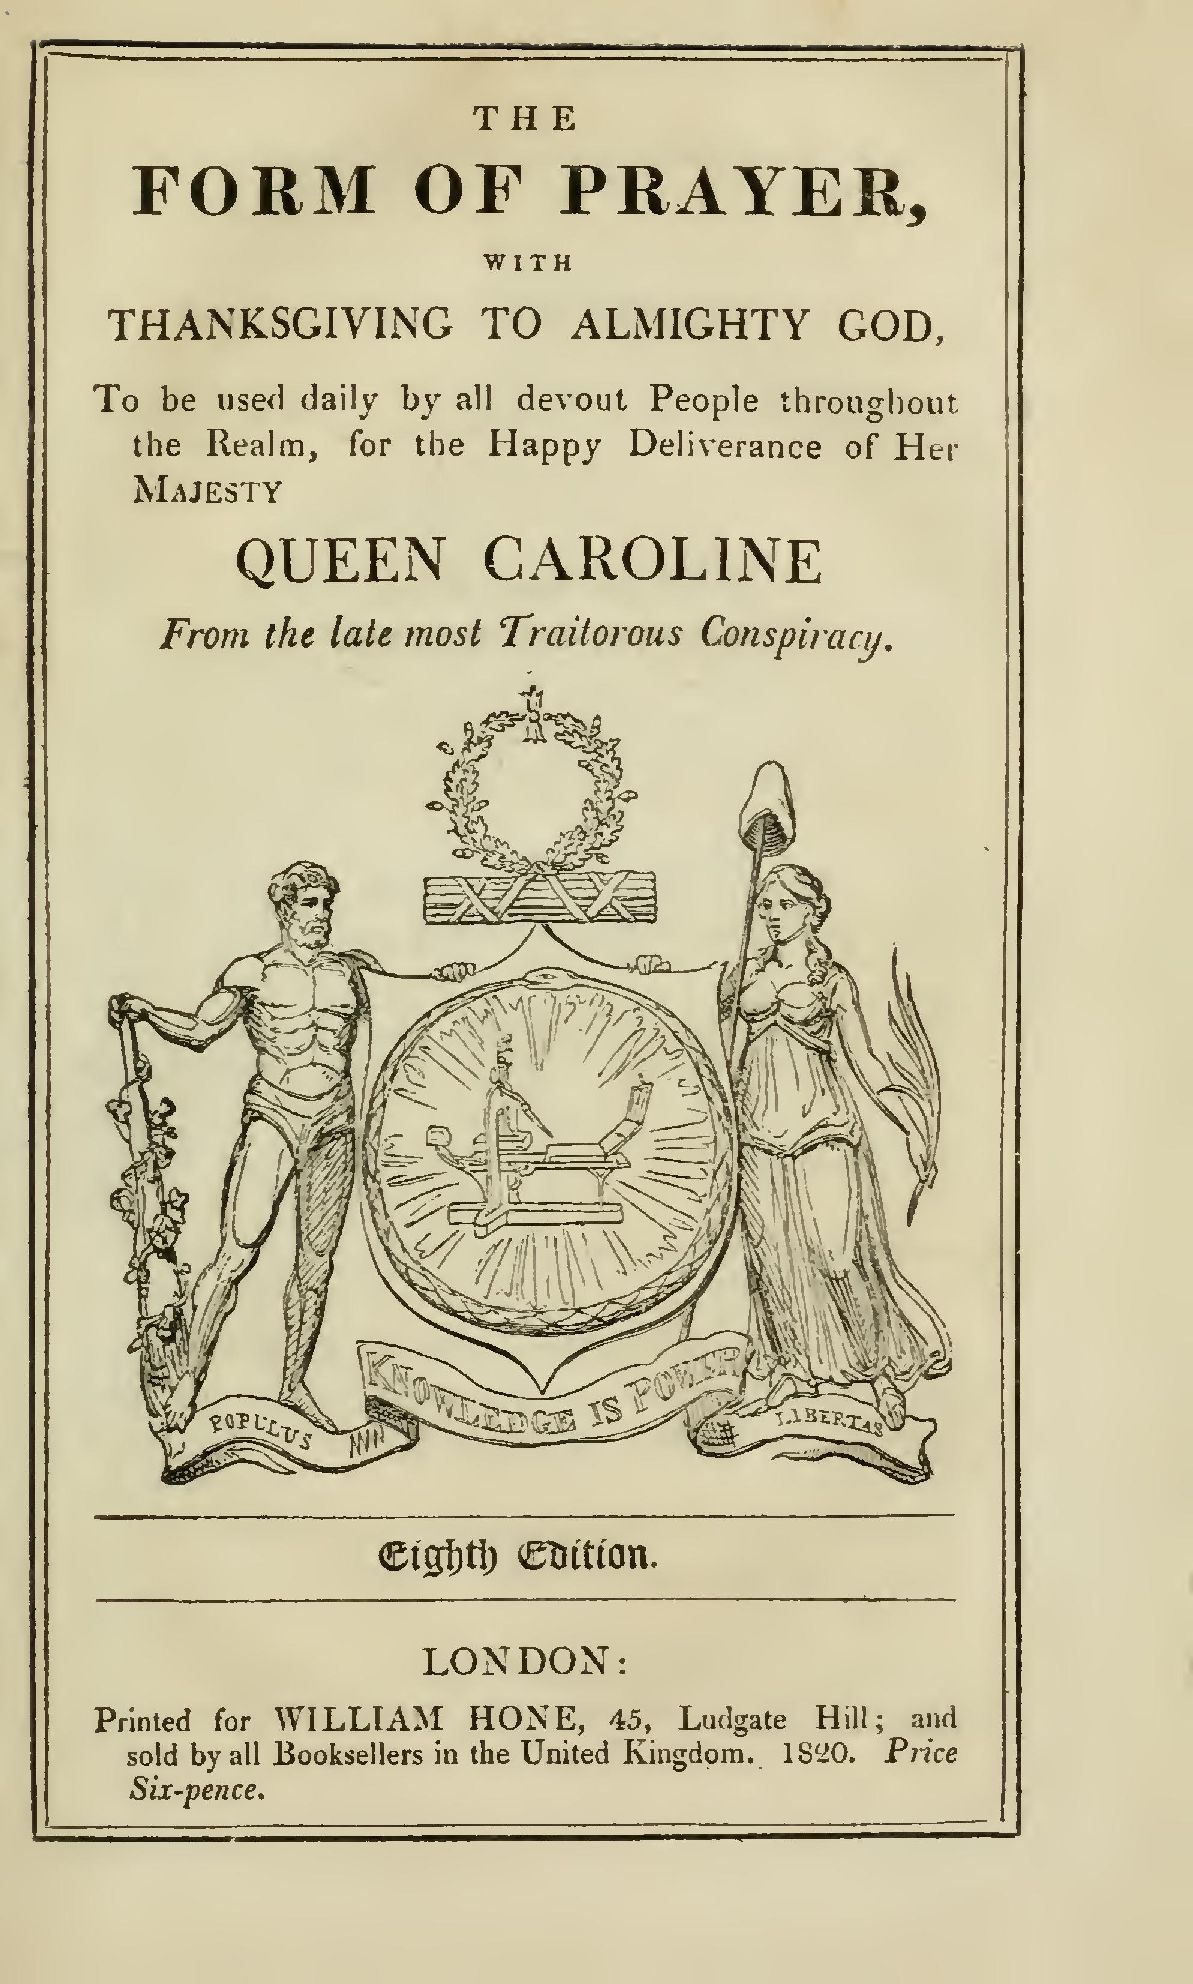 THE
FORM OF PRAYER,
WITH
THANKSGIVING TO ALMIGHTY GOD,
To be used daily by all devout People throughout
the Realm, for the Happy Deliverance of Her
MAJESTY
QUEEN CAROLINE
From the late most Traitorous Conspiracy.
KNOWLEDGE IS POWER
POPULUS
LIBERTAS
Eighth Edition.
LONDON:
Printed for WILLIAM HONE, 45, Ludgate Hill; and
sold by all Booksellers in the United Kingdom. 1820. Price
Six-pence.